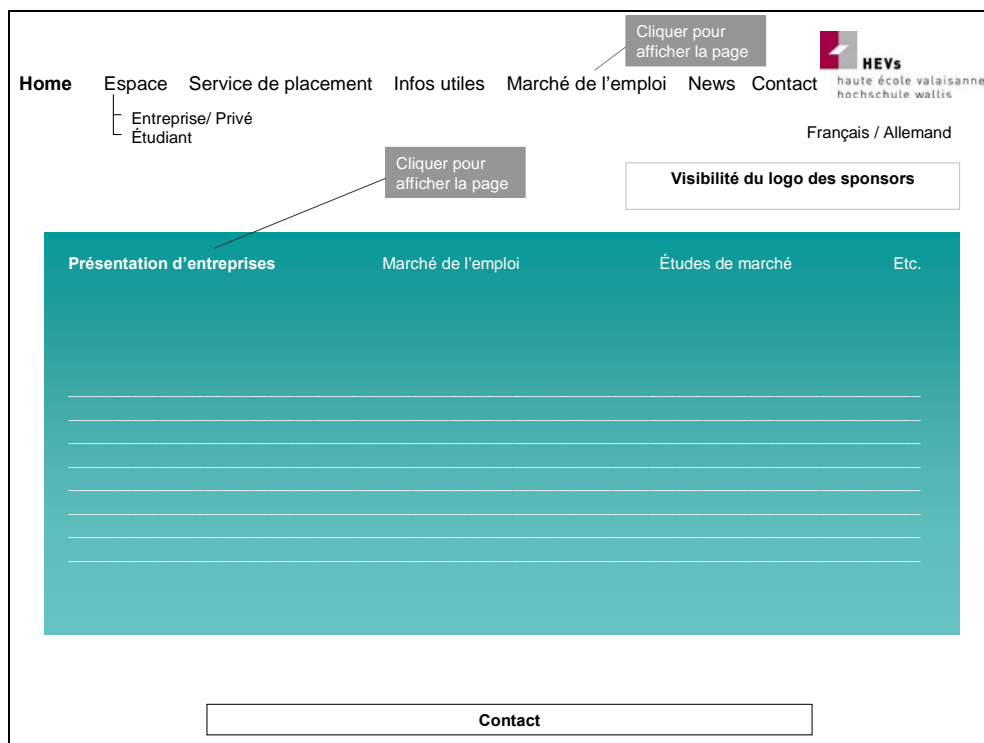 Cliquer pour
afficher la page
HEVs
haute école valaisanne
hochschule wallis
Home Espace Service de placement Infos utiles Marché de l'emploi News Contact
Entreprise/ Privé
Étudiant
Français / Allemand
Cliquer pour
afficher la page
Visibilité du logo des sponsors
Présentation d'entreprises Marché de l'emploi Études de marché Etc.
Contact